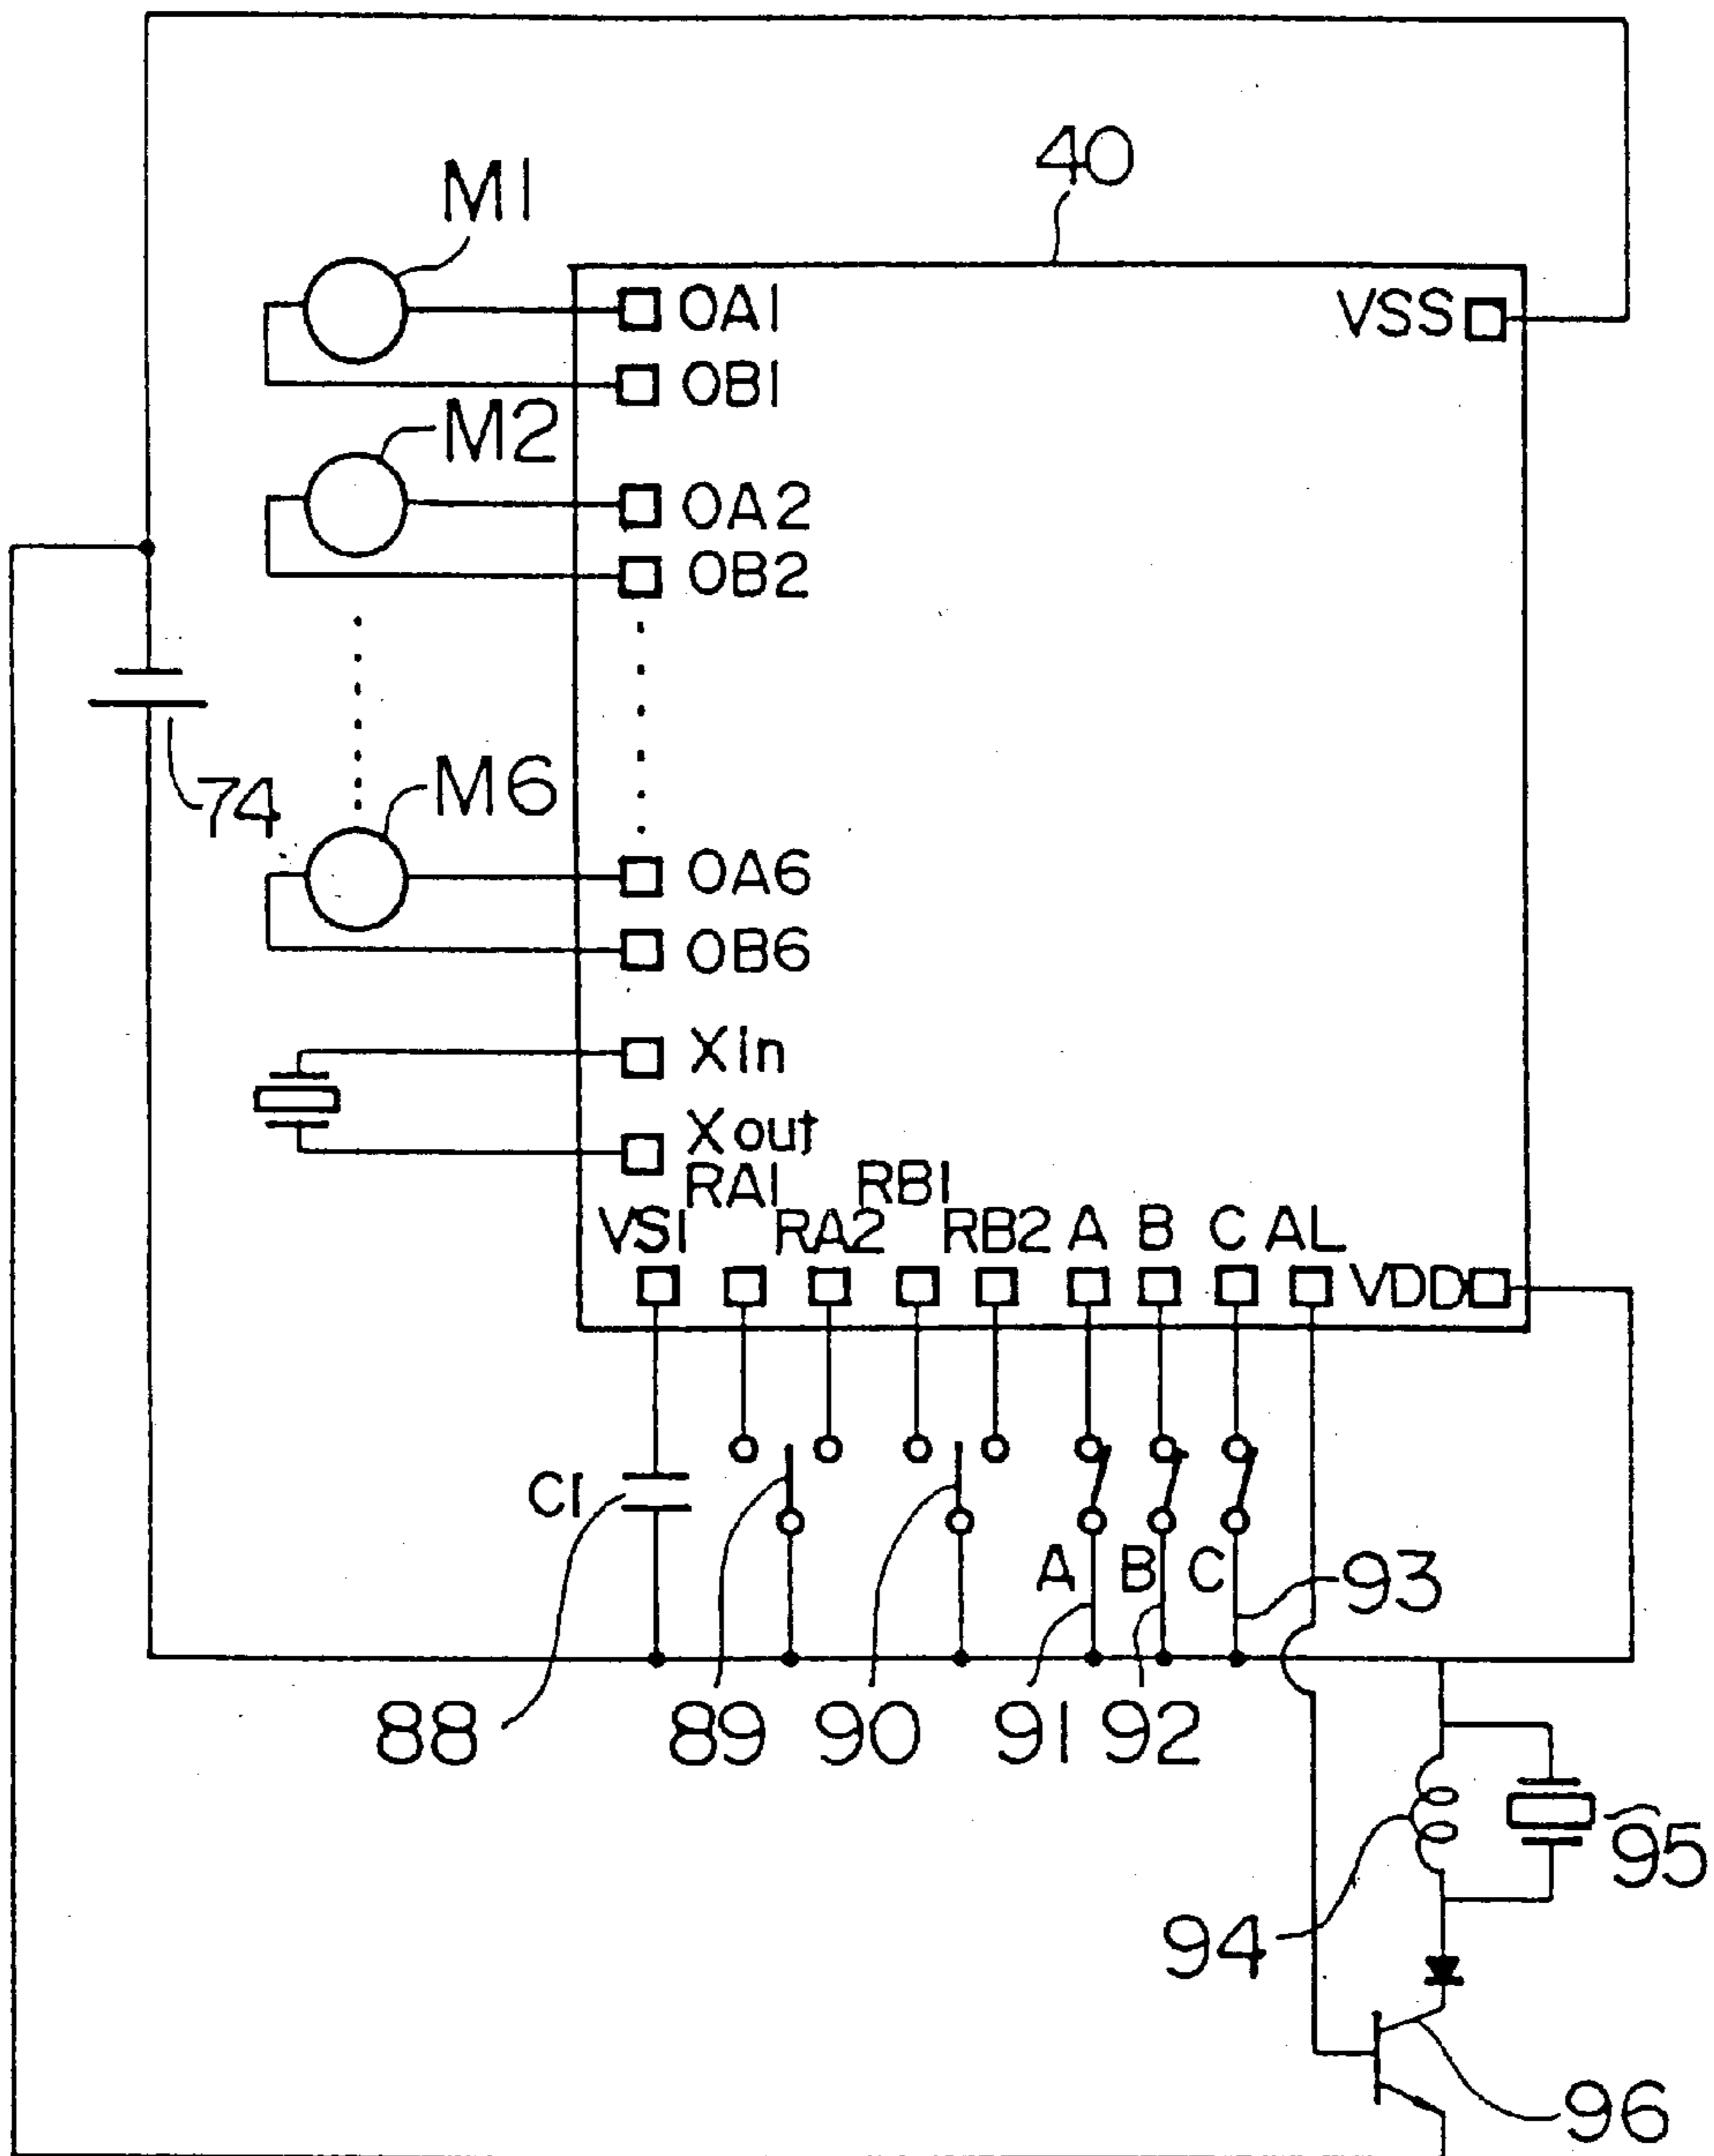 40
M1
OA1
VSS
OB1
M2
OA2
OB2
M6
74
OA6
OB6
XIn
Xout
RA1 RB1
VS1 RA2 RB2 A B C AL VDD
C1
A B C 93
88 89 90 91 92
95
94
96